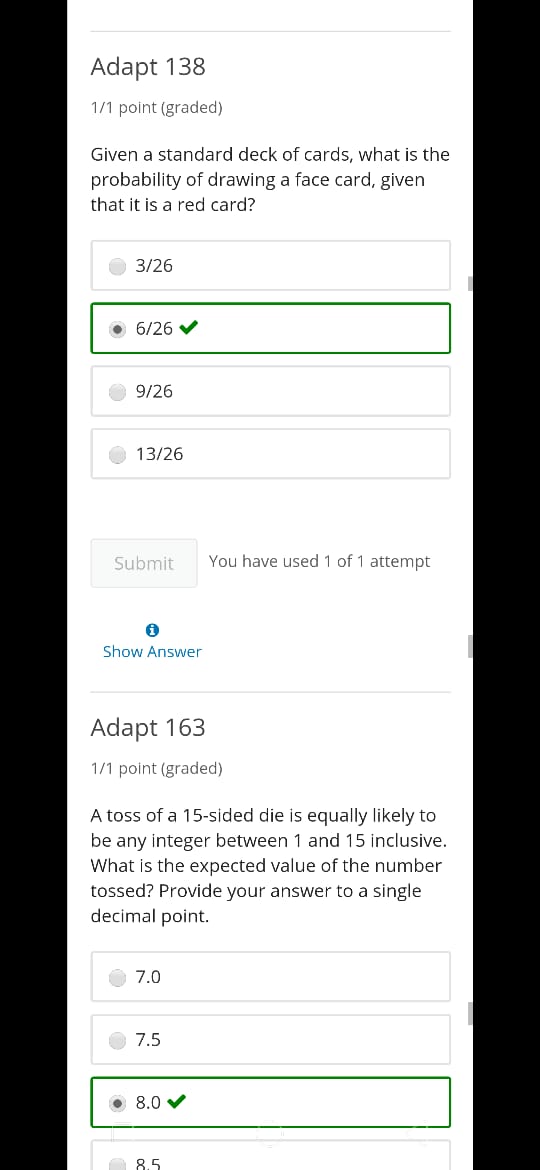 Adapt 138
1/1 point (graded)
Given a standard deck of cards, what is the
probability of drawing a face card, given
that it is a red card?
3/26
6/26
9/26
13/26
Submit
You have used 1 of 1 attempt
Show Answer
Adapt 163
1/1 point (graded)
A toss of a 15-sided die is equally likely to
be any integer between 1 and 15 inclusive.
What is the expected value of the number
tossed? Provide your answer to a single
decimal point.
7.0
7.5
8.0
8.5